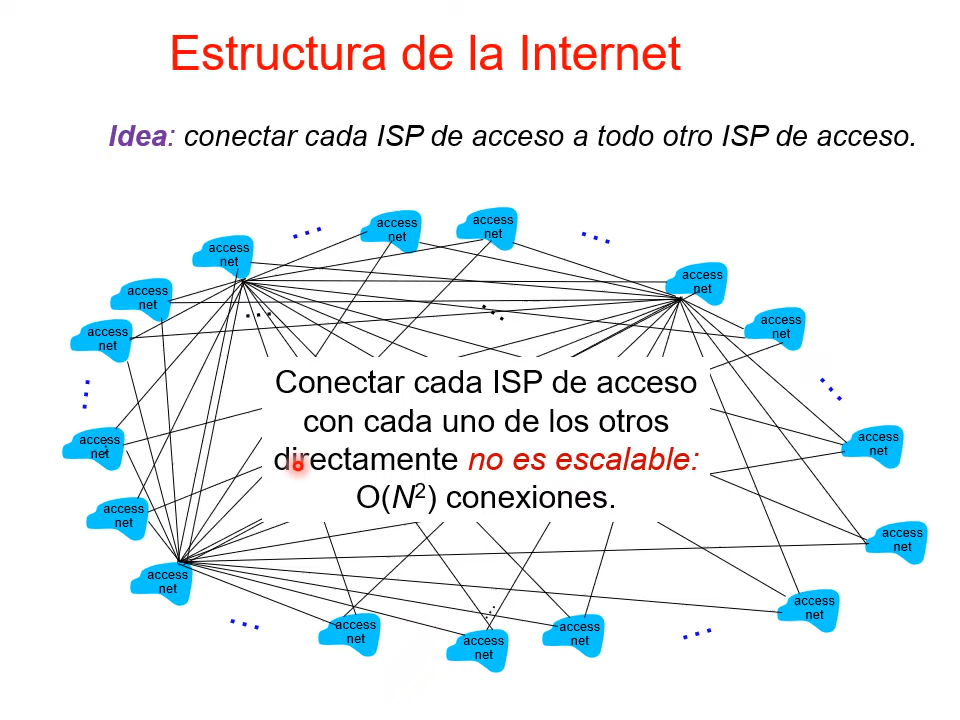 Estructura de la Internet
Idea: conectar cada ISP de acceso a todo otro ISP de acceso.
access
net
access
net
access
net
access
net
access
net
access
net
access
net
Conectar cada ISP de acceso
con cada uno de los otros
directamente no es escalable:
O(N²) conexiones.
access
net
access
net
access
net
access
net
access
net
access
net
access
net
access
net
access
net